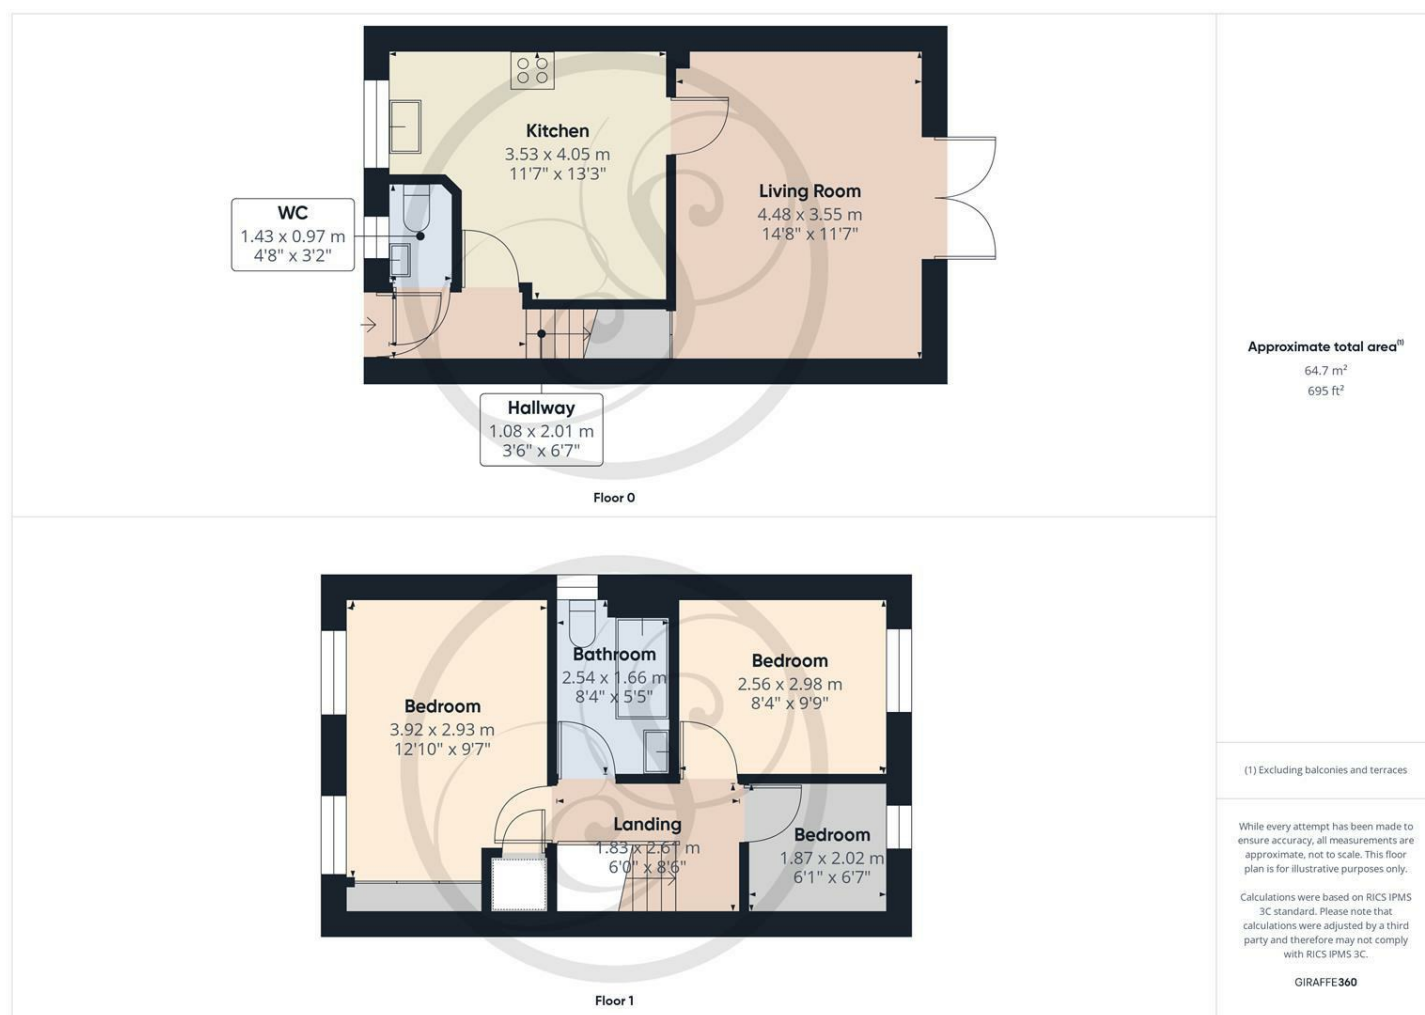 Kitchen
3.53 x 4.05 m
11'7" x 13'3"
Living Room
4.48 x 3.55 m
14'8" x 11'7"
WC
1.43 x 0.97 m
4'8" x 3'2"
Hallway
1.08 x 2.01 m
3'6" x 6'7"
Floor 0
Bedroom
3.92 x 2.93 m
12'10" x 9'7"
Bathroom
2.54 x 1.66 m
8'4" x 5'5"
Bedroom
2.56 x 2.98 m
8'4" x 9'9"
Landing
1.83 x 2.61 m
6'0" x 8'6"
Bedroom
1.87 x 2.02 m
6'1" x 6'7"
Floor 1
Approximate total area(1)
64.7 m²
695 ft²
(1) Excluding balconies and terraces
While every attempt has been made to
ensure accuracy, all measurements are
approximate, not to scale. This floor
plan is for illustrative purposes only.
Calculations were based on RICS IPMS
3C standard. Please note that
calculations were adjusted by a third
party and therefore may not comply
with RICS IPMS 3C.
GIRAFFE360